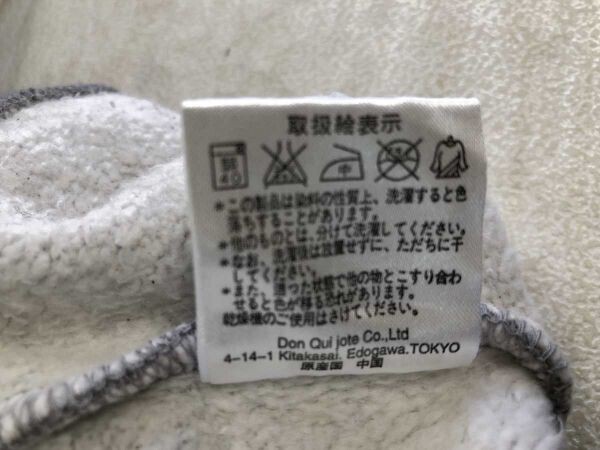 取扱絵表示
40 中
＊この製品は染料の性質上、洗濯すると色
落ちすることがあります。
＊他のものとは、分けて洗濯してください。
＊なお、洗濯後は放置せずに、ただちに干
してください。
＊また、湿った状態で他の物とこすり合わ
せると色が移る恐れがあります。
乾燥機のご使用はさけてください。
Don Qui jote Co.,Ltd
4-14-1 Kitakasai. Edogawa.TOKYO
原産国 中国